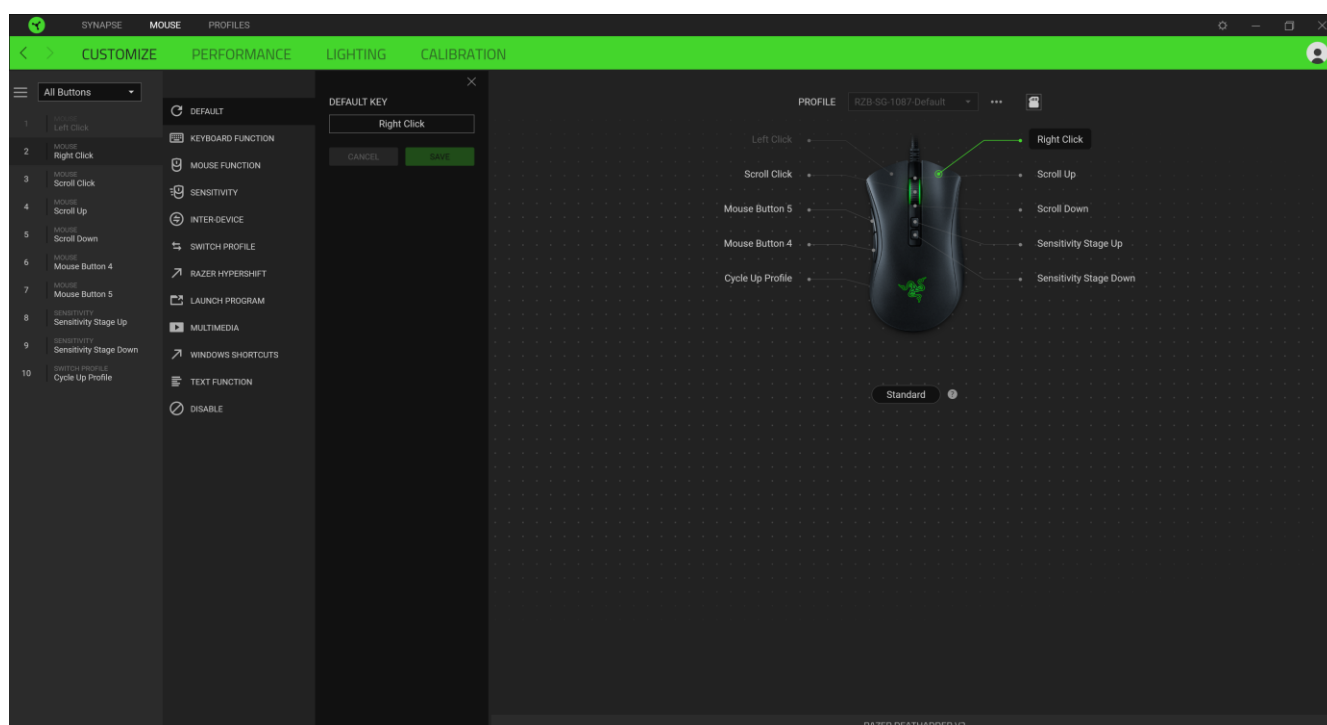 SYNAPSE MOUSE PROFILES
CUSTOMIZE PERFORMANCE LIGHTING CALIBRATION
All Buttons
1 MOUSE
Left Click
2 MOUSE
Right Click
3 MOUSE
Scroll Click
4 MOUSE
Scroll Up
5 MOUSE
Scroll Down
6 MOUSE
Mouse Button 4
7 MOUSE
Mouse Button 5
8 SENSITIVITY
Sensitivity Stage Up
9 SENSITIVITY
Sensitivity Stage Down
10 SWITCH PROFILE
Cycle Up Profile
DEFAULT
KEYBOARD FUNCTION
MOUSE FUNCTION
SENSITIVITY
INTER-DEVICE
SWITCH PROFILE
RAZER HYPERSHIFT
LAUNCH PROGRAM
MULTIMEDIA
WINDOWS SHORTCUTS
TEXT FUNCTION
DISABLE
DEFAULT KEY
Right Click
CANCEL SAVE
PROFILE RZB-SG-1087-Default
Left Click
Scroll Click
Mouse Button 5
Mouse Button 4
Cycle Up Profile
Right Click
Scroll Up
Scroll Down
Sensitivity Stage Up
Sensitivity Stage Down
Standard ?
RAZER DEATHADDER V2